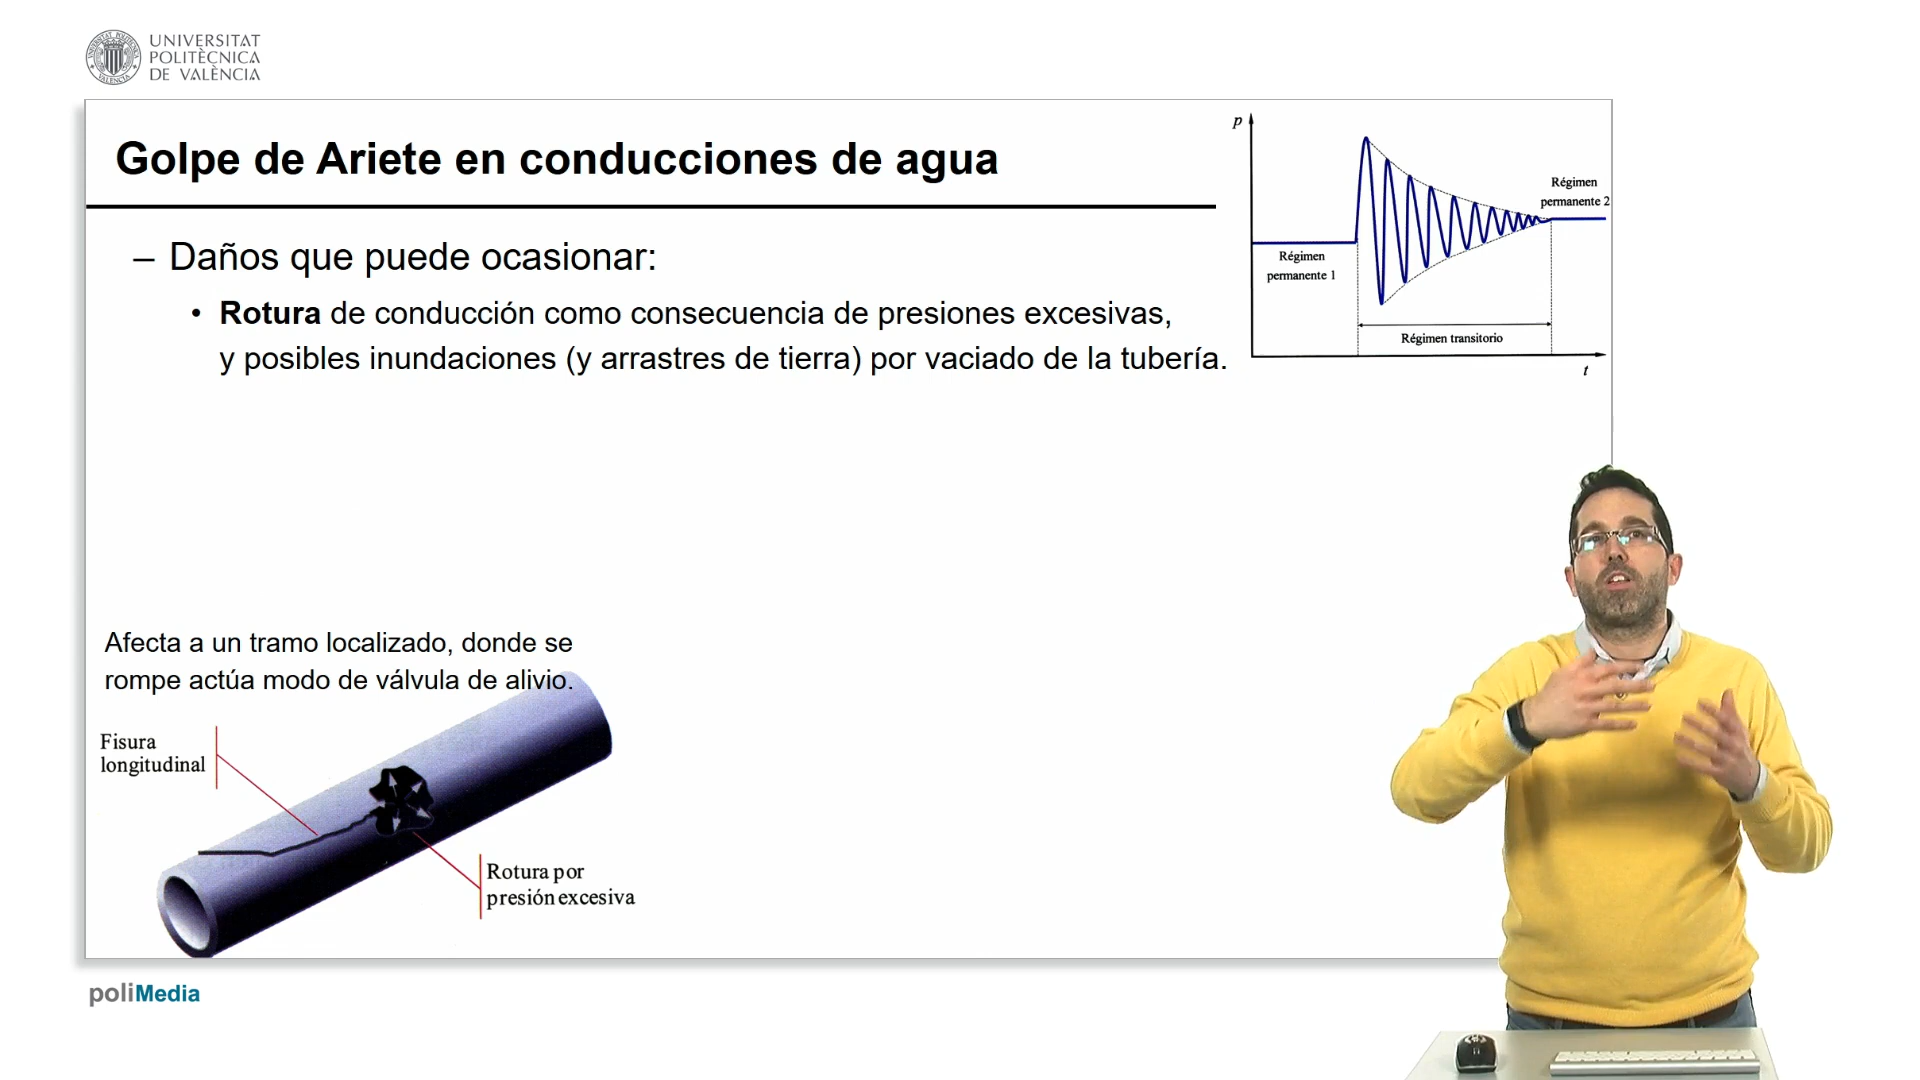 UNIVERSITAT
POLITÈCNICA
DE VALÈNCIA
Golpe de Ariete en conducciones de agua
– Daños que puede ocasionar:
• Rotura de conducción como consecuencia de presiones excesivas,
y posibles inundaciones (y arrastres de tierra) por vaciado de la tubería.
p
Régimen
permanente 2
Régimen
permanente 1
Régimen transitorio
t
Afecta a un tramo localizado, donde se
rompe actúa modo de válvula de alivio.
Fisura
longitudinal
Rotura por
presión excesiva
poliMedia